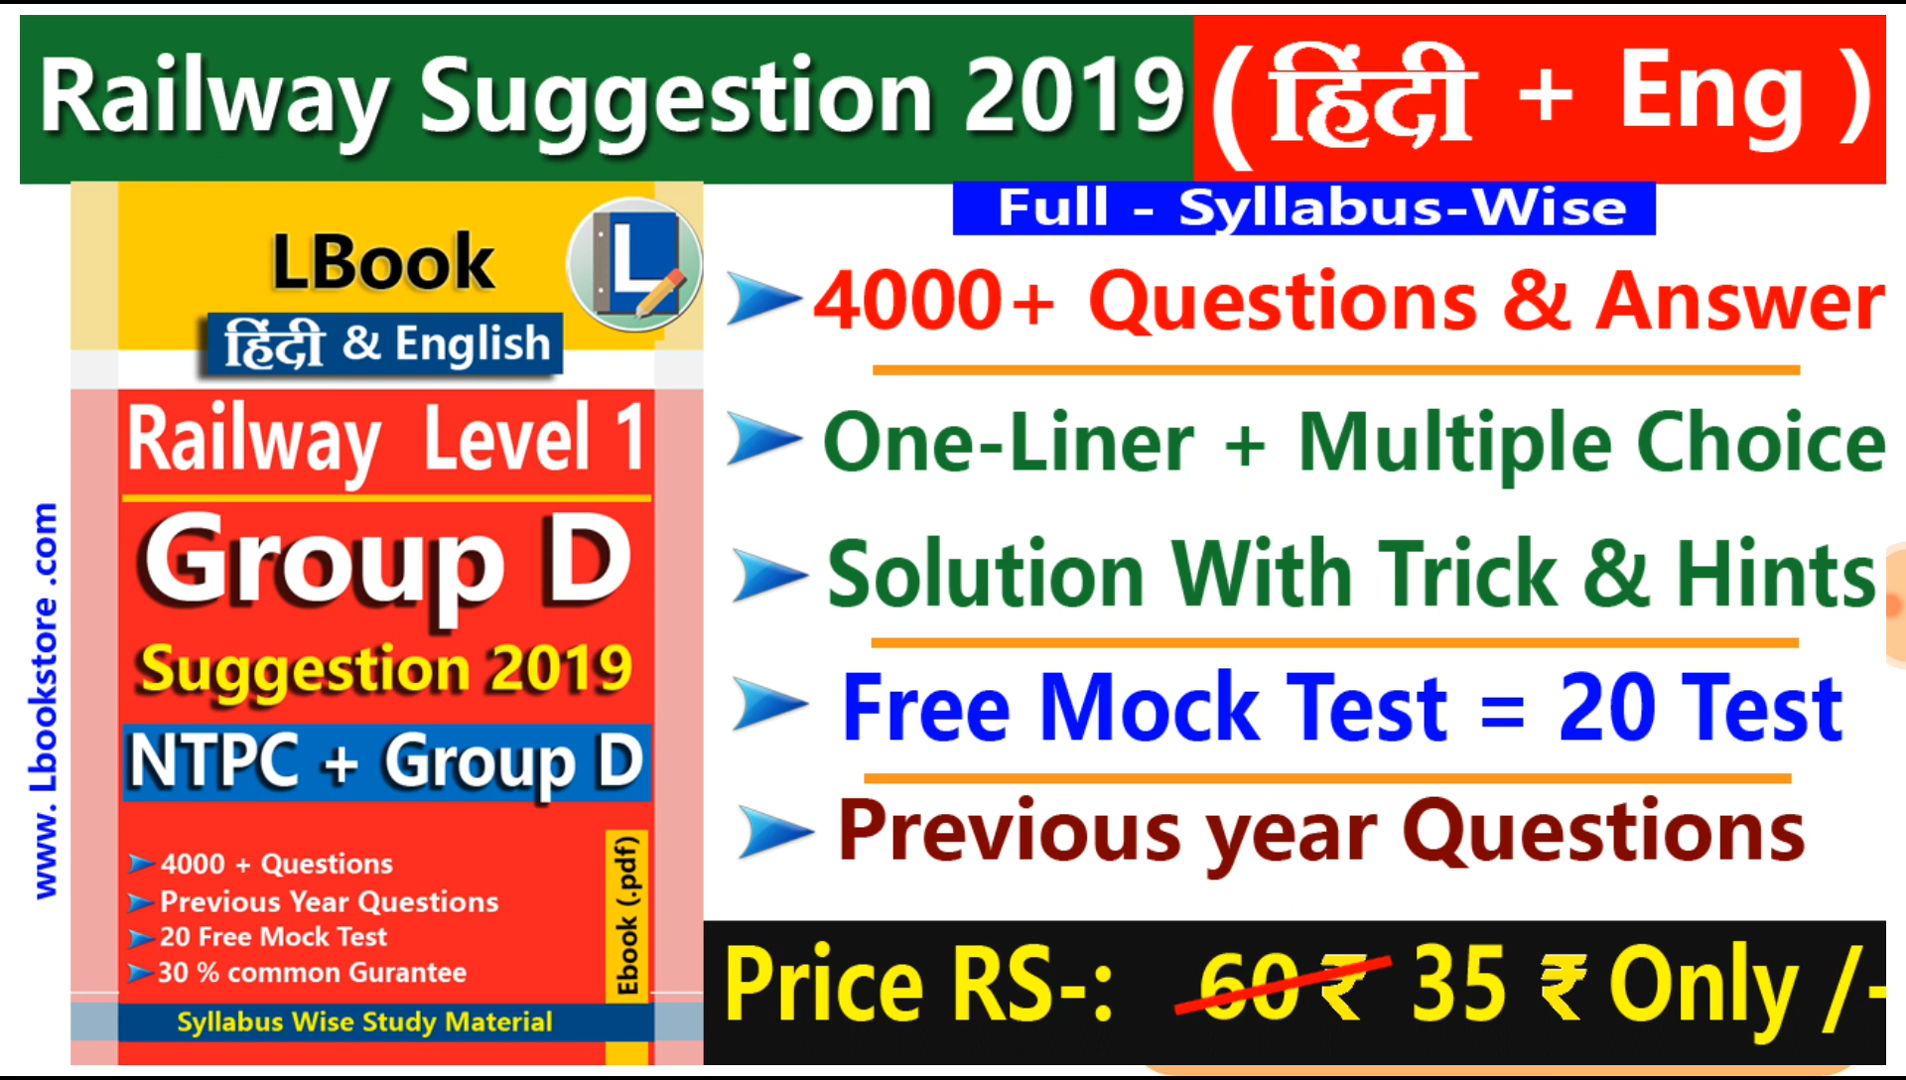 Railway Suggestion 2019 (हिंदी + Eng )
LBook
हिंदी & English
Railway Level 1
Group D
Suggestion 2019
NTPC + Group D
4000 + Questions
Previous Year Questions
20 Free Mock Test
30 % common Gurantee
Ebook (.pdf)
Syllabus Wise Study Material
www. Lbookstore .com
Full - Syllabus-Wise
4000+ Questions & Answer
One-Liner + Multiple Choice
Solution With Trick & Hints
Free Mock Test = 20 Test
Previous year Questions
Price RS-: 60 ₹ 35 ₹ Only /-